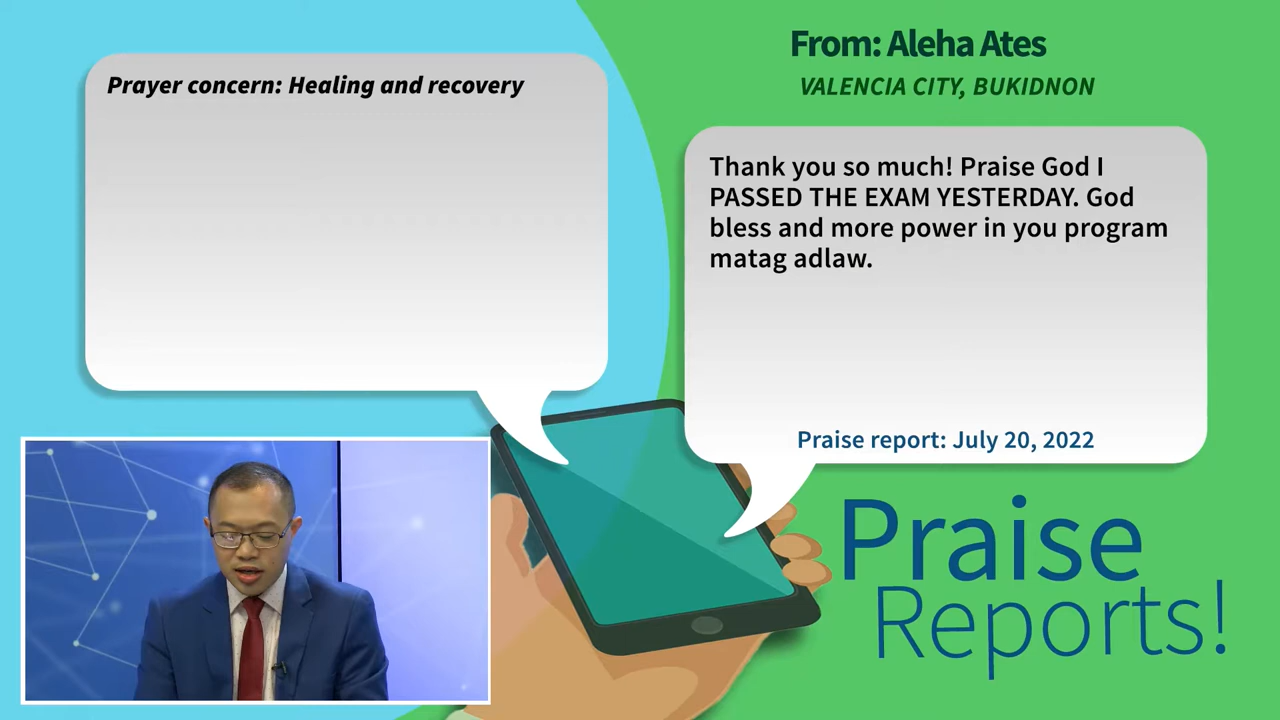 Prayer concern: Healing and recovery
From: Aleha Ates
VALENCIA CITY, BUKIDNON
Thank you so much! Praise God I
PASSED THE EXAM YESTERDAY. God
bless and more power in you program
matag adlaw.
Praise report: July 20, 2022
Praise
Reports!